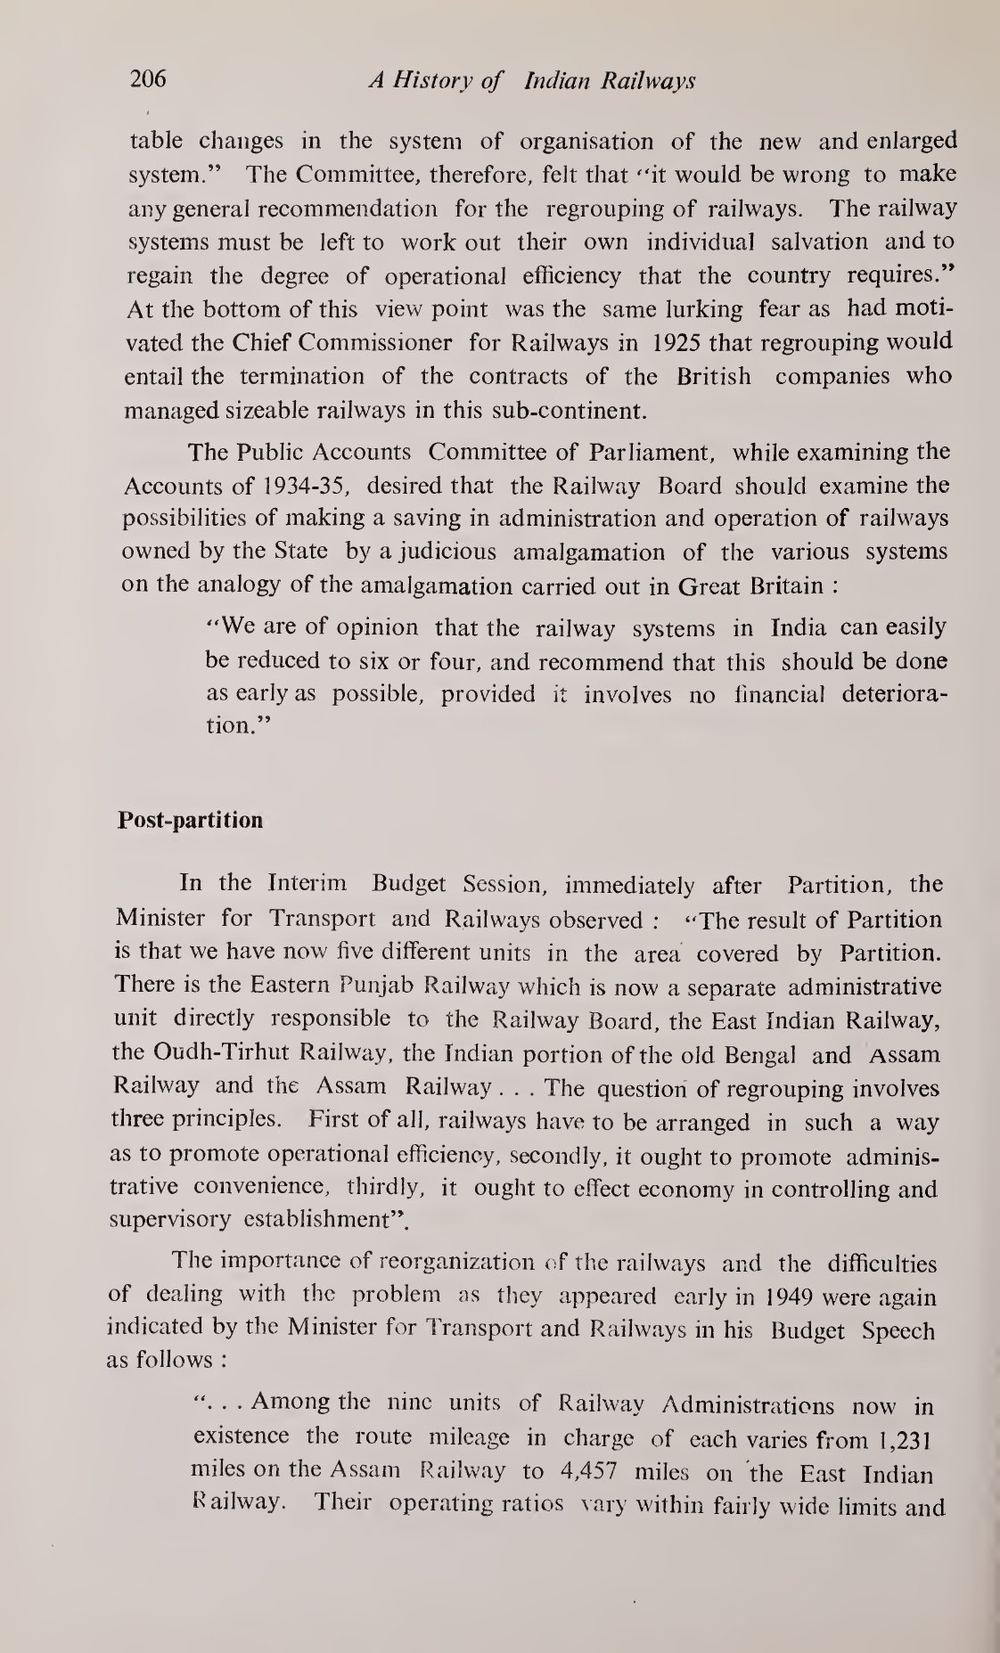 206 A History of Indian Railways
table changes in the system of organisation of the new and enlarged
system.” The Committee, therefore, felt that “it would be wrong to make
any general recommendation for the regrouping of railways. The railway
systems must be left to work out their own individual salvation and to
regain the degree of operational efficiency that the country requires.”
At the bottom of this view point was the same lurking fear as had moti-
vated the Chief Commissioner for Railways in 1925 that regrouping would
entail the termination of the contracts of the British companies who
managed sizeable railways in this sub-continent.
The Public Accounts Committee of Parliament, while examining the
Accounts of 1934-35, desired that the Railway Board should examine the
possibilities of making a saving in administration and operation of railways
owned by the State by a judicious amalgamation of the various systems
on the analogy of the amalgamation carried out in Great Britain :
“We are of opinion that the railway systems in India can easily
be reduced to six or four, and recommend that this should be done
as early as possible, provided it involves no financial deteriora-
tion.”
Post-partition
In the Interim Budget Session, immediately after Partition, the
Minister for Transport and Railways observed : “The result of Partition
is that we have now five different units in the area covered by Partition.
There is the Eastern Punjab Railway which is now a separate administrative
unit directly responsible to the Railway Board, the East Indian Railway,
the Oudh-Tirhut Railway, the Indian portion of the old Bengal and Assam
Railway and the Assam Railway . . . The question of regrouping involves
three principles. First of all, railways have to be arranged in such a way
as to promote operational efficiency, secondly, it ought to promote adminis-
trative convenience, thirdly, it ought to effect economy in controlling and
supervisory establishment”.
The importance of reorganization of the railways and the difficulties
of dealing with the problem as they appeared early in 1949 were again
indicated by the Minister for Transport and Railways in his Budget Speech
as follows :
“. . . Among the nine units of Railway Administrations now in
existence the route mileage in charge of each varies from 1,231
miles on the Assam Railway to 4,457 miles on the East Indian
Railway. Their operating ratios vary within fairly wide limits and